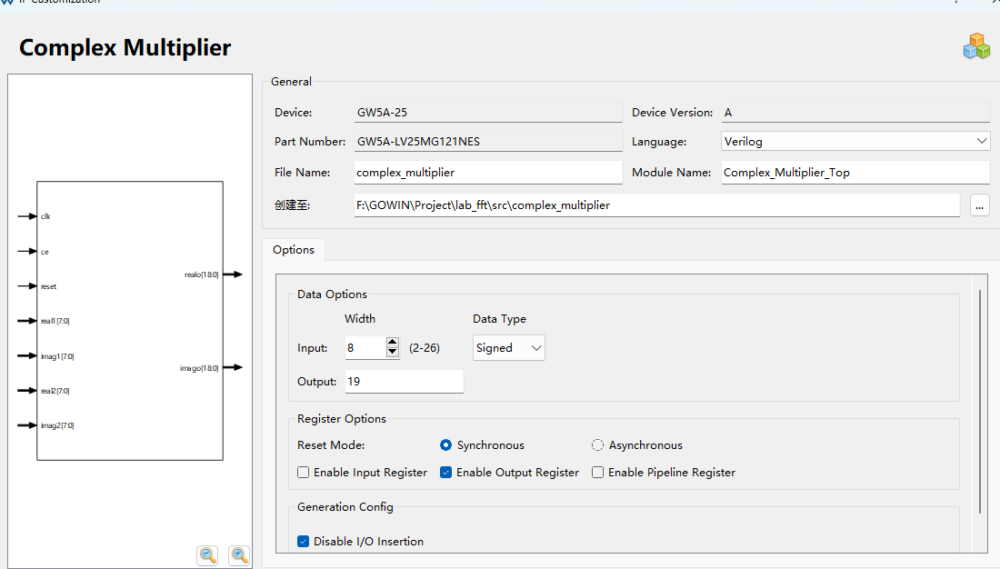 IP Customization
Complex Multiplier
clk
ce
reset
real1[7:0]
imag1[7:0]
real2[7:0]
imag2[7:0]
realo[18:0]
imago[18:0]
General
Device: GW5A-25 Device Version: A
Part Number: GW5A-LV25MG121NES Language: Verilog
File Name: complex_multiplier Module Name: Complex_Multiplier_Top
创建至: F:\GOWIN\Project\lab_fft\src\complex_multiplier ...
Options
Data Options
Width Data Type
Input: 8 (2-26) Signed
Output: 19
Register Options
Reset Mode: Synchronous Asynchronous
Enable Input Register Enable Output Register Enable Pipeline Register
Generation Config
Disable I/O Insertion